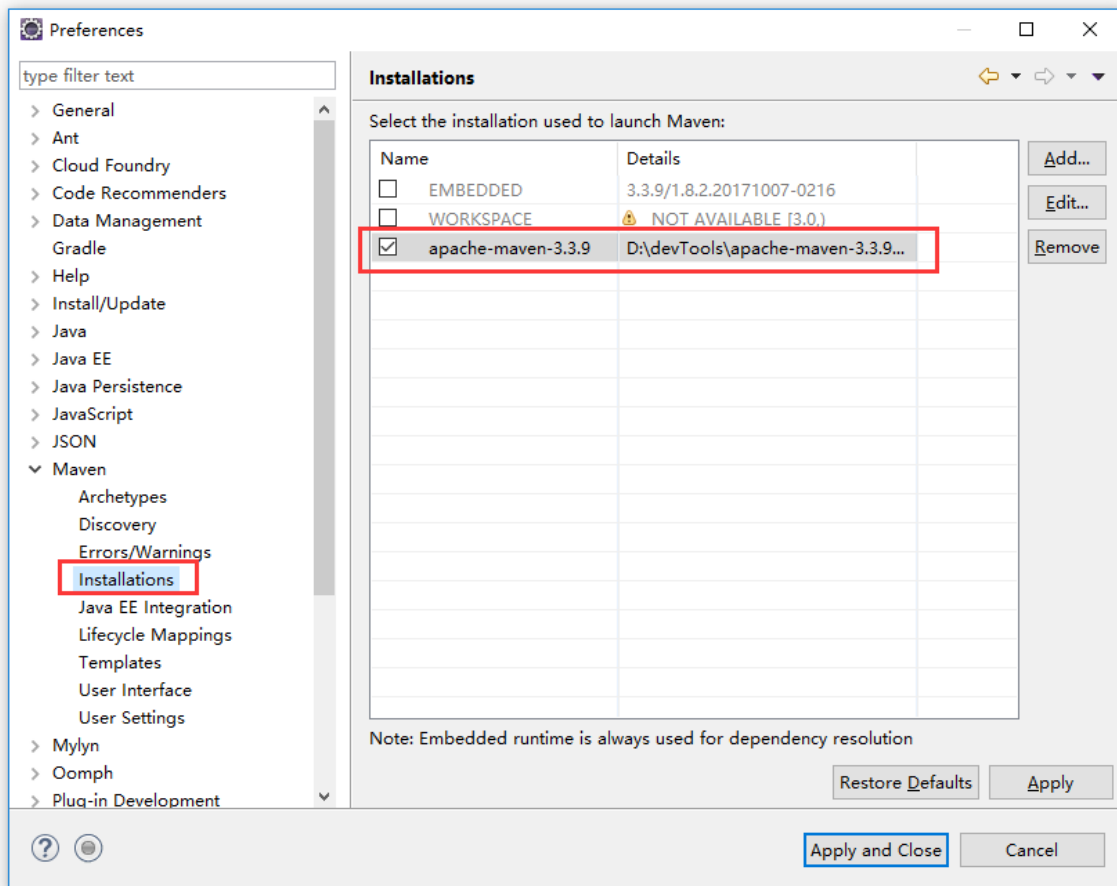 Preferences
type filter text
General
Ant
Cloud Foundry
Code Recommenders
Data Management
Gradle
Help
Install/Update
Java
Java EE
Java Persistence
JavaScript
JSON
Maven
Archetypes
Discovery
Errors/Warnings
Installations
Java EE Integration
Lifecycle Mappings
Templates
User Interface
User Settings
Mylyn
Oomph
Plug-in Development
Installations
Select the installation used to launch Maven:
Name Details
EMBEDDED 3.3.9/1.8.2.20171007-0216
WORKSPACE NOT AVAILABLE [3.0,)
apache-maven-3.3.9 D:\devTools\apache-maven-3.3.9...
Add...
Edit...
Remove
Note: Embedded runtime is always used for dependency resolution
Restore Defaults Apply
? Apply and Close Cancel